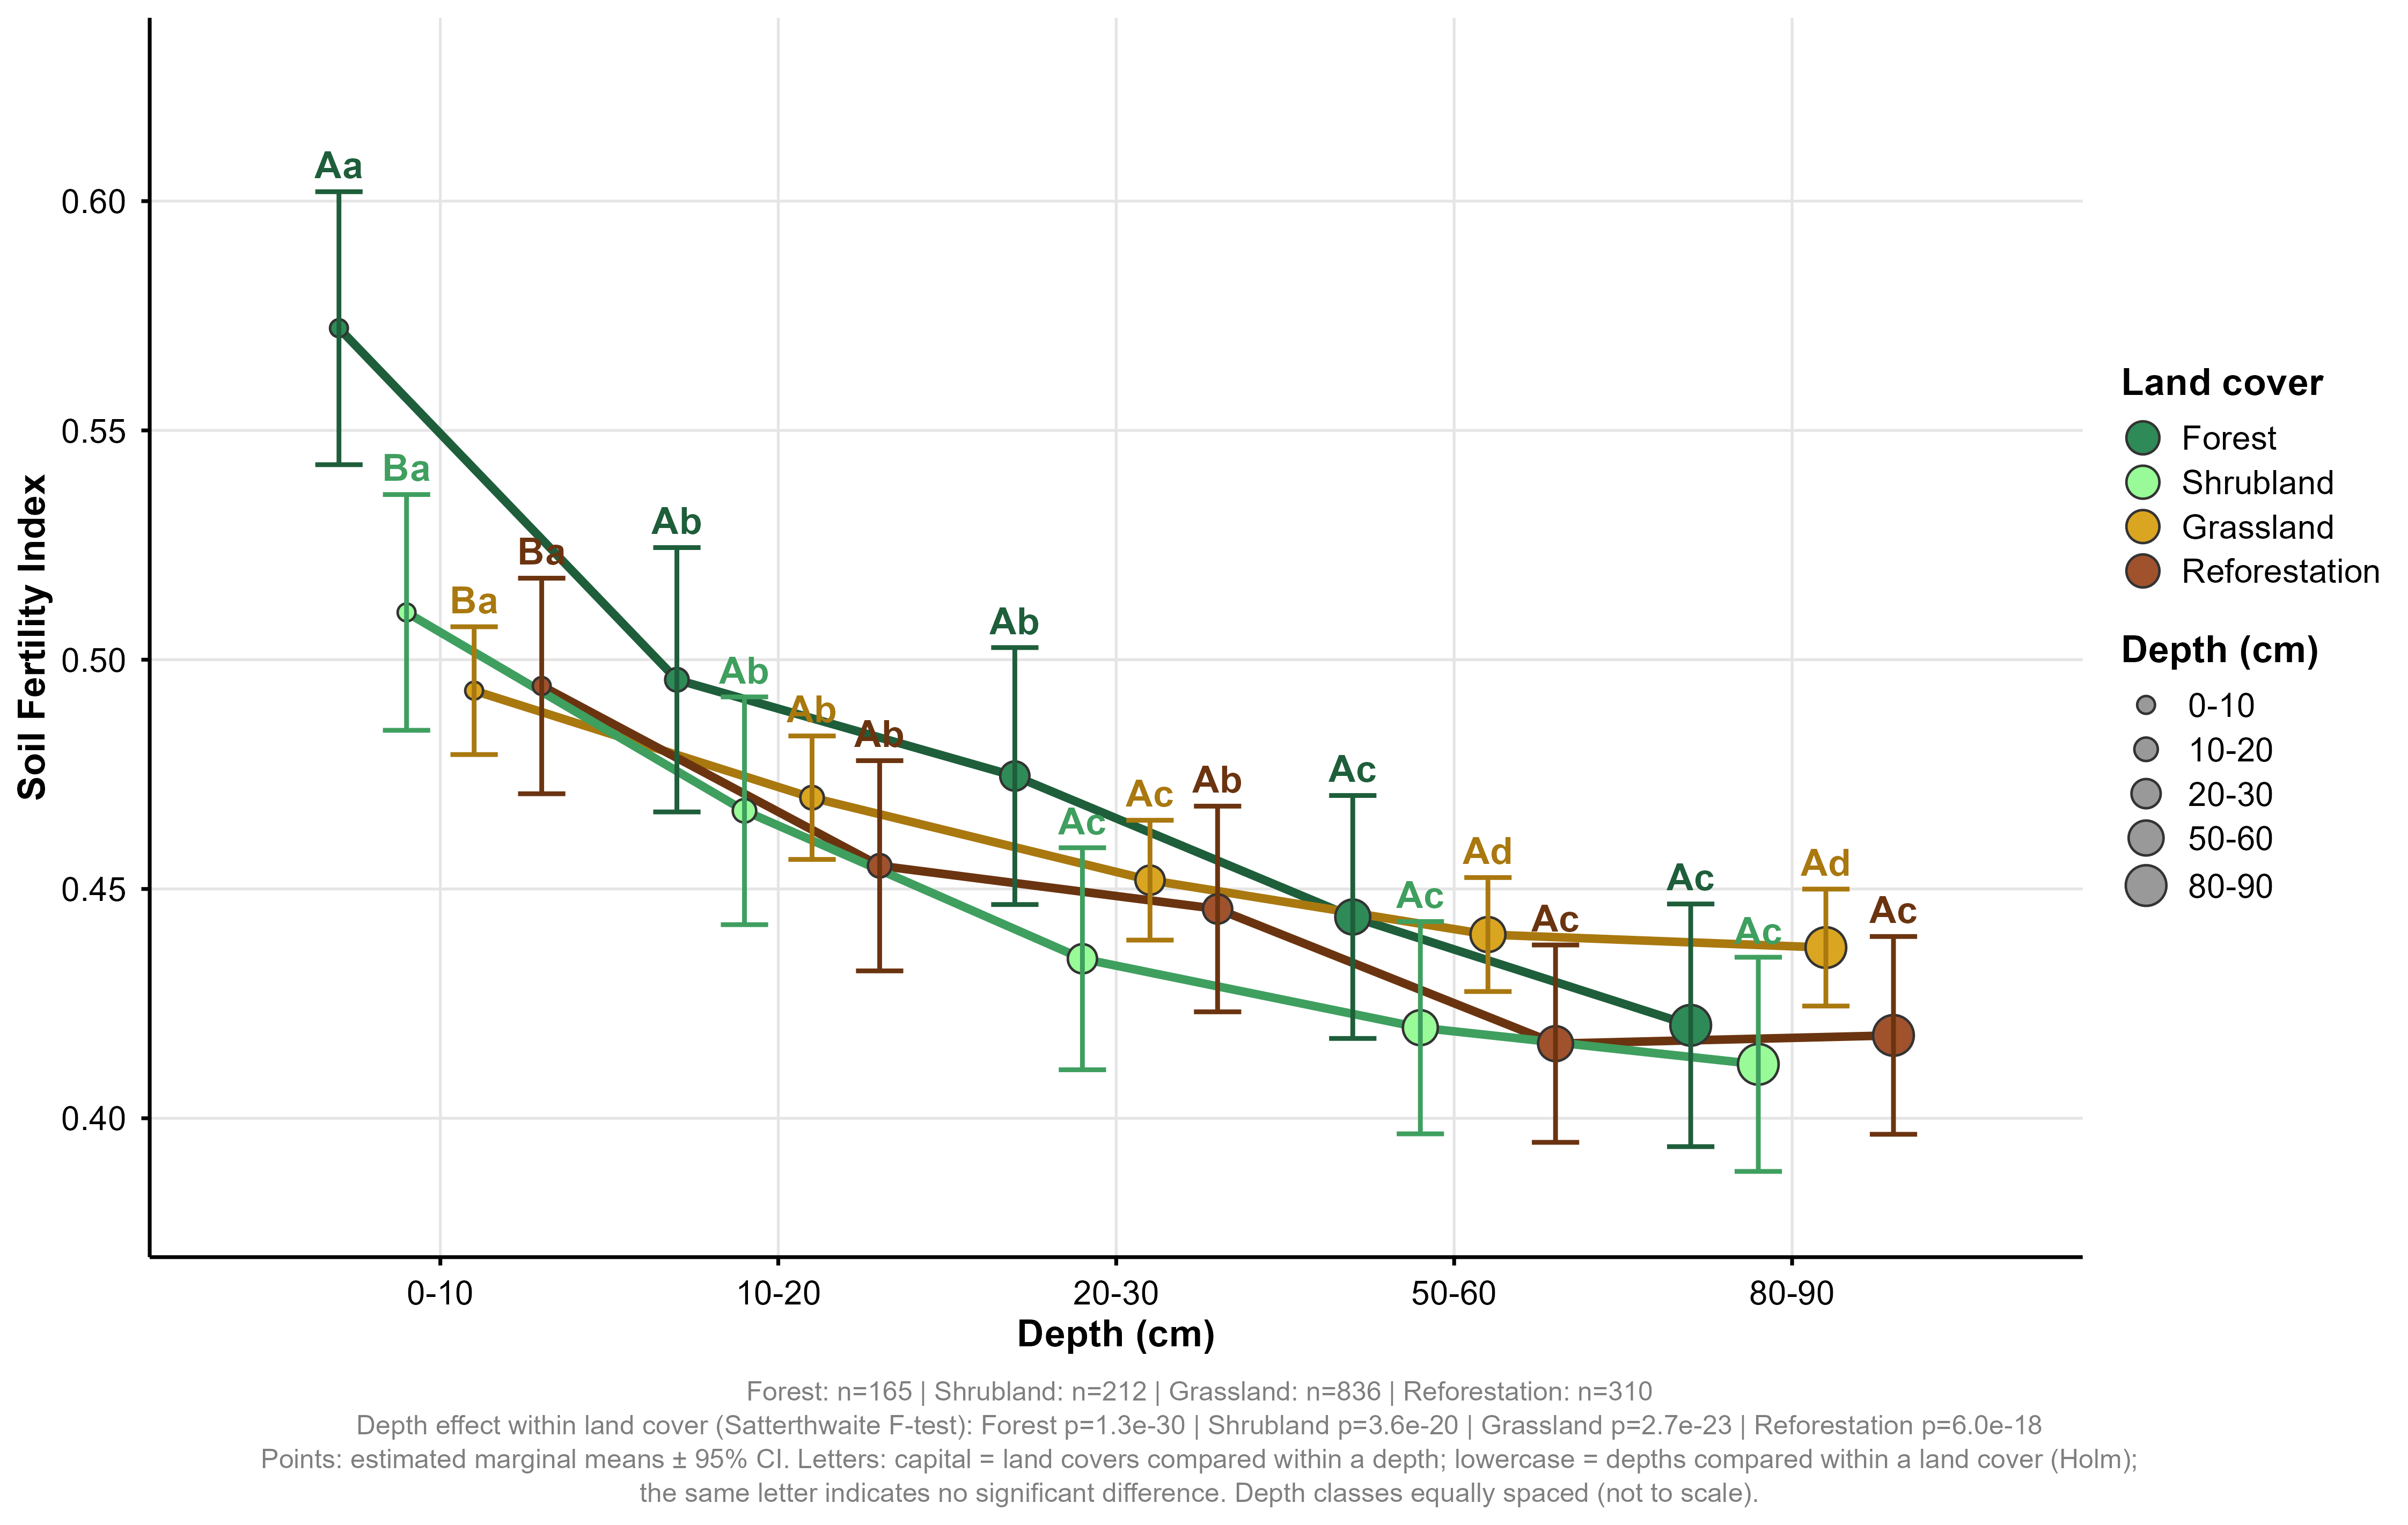 Aa
0.60
0.55
Ba
Ab
Ba
Ba
Ab
Ab
Ab
Ab
Ac
Ac
Ab
Ac
Ac
Ad
Ac
Ac
Ac
Ad
Ac
0.50
0.45
0.40
Soil Fertility Index
0-10
10-20
20-30
50-60
80-90
Depth (cm)
Land cover
Forest
Shrubland
Grassland
Reforestation
Depth (cm)
0-10
10-20
20-30
50-60
80-90
Forest: n=165 | Shrubland: n=212 | Grassland: n=836 | Reforestation: n=310
Depth effect within land cover (Satterthwaite F-test): Forest p=1.3e-30 | Shrubland p=3.6e-20 | Grassland p=2.7e-23 | Reforestation p=6.0e-18
Points: estimated marginal means ± 95% CI. Letters: capital = land covers compared within a depth; lowercase = depths compared within a land cover (Holm);
the same letter indicates no significant difference. Depth classes equally spaced (not to scale).